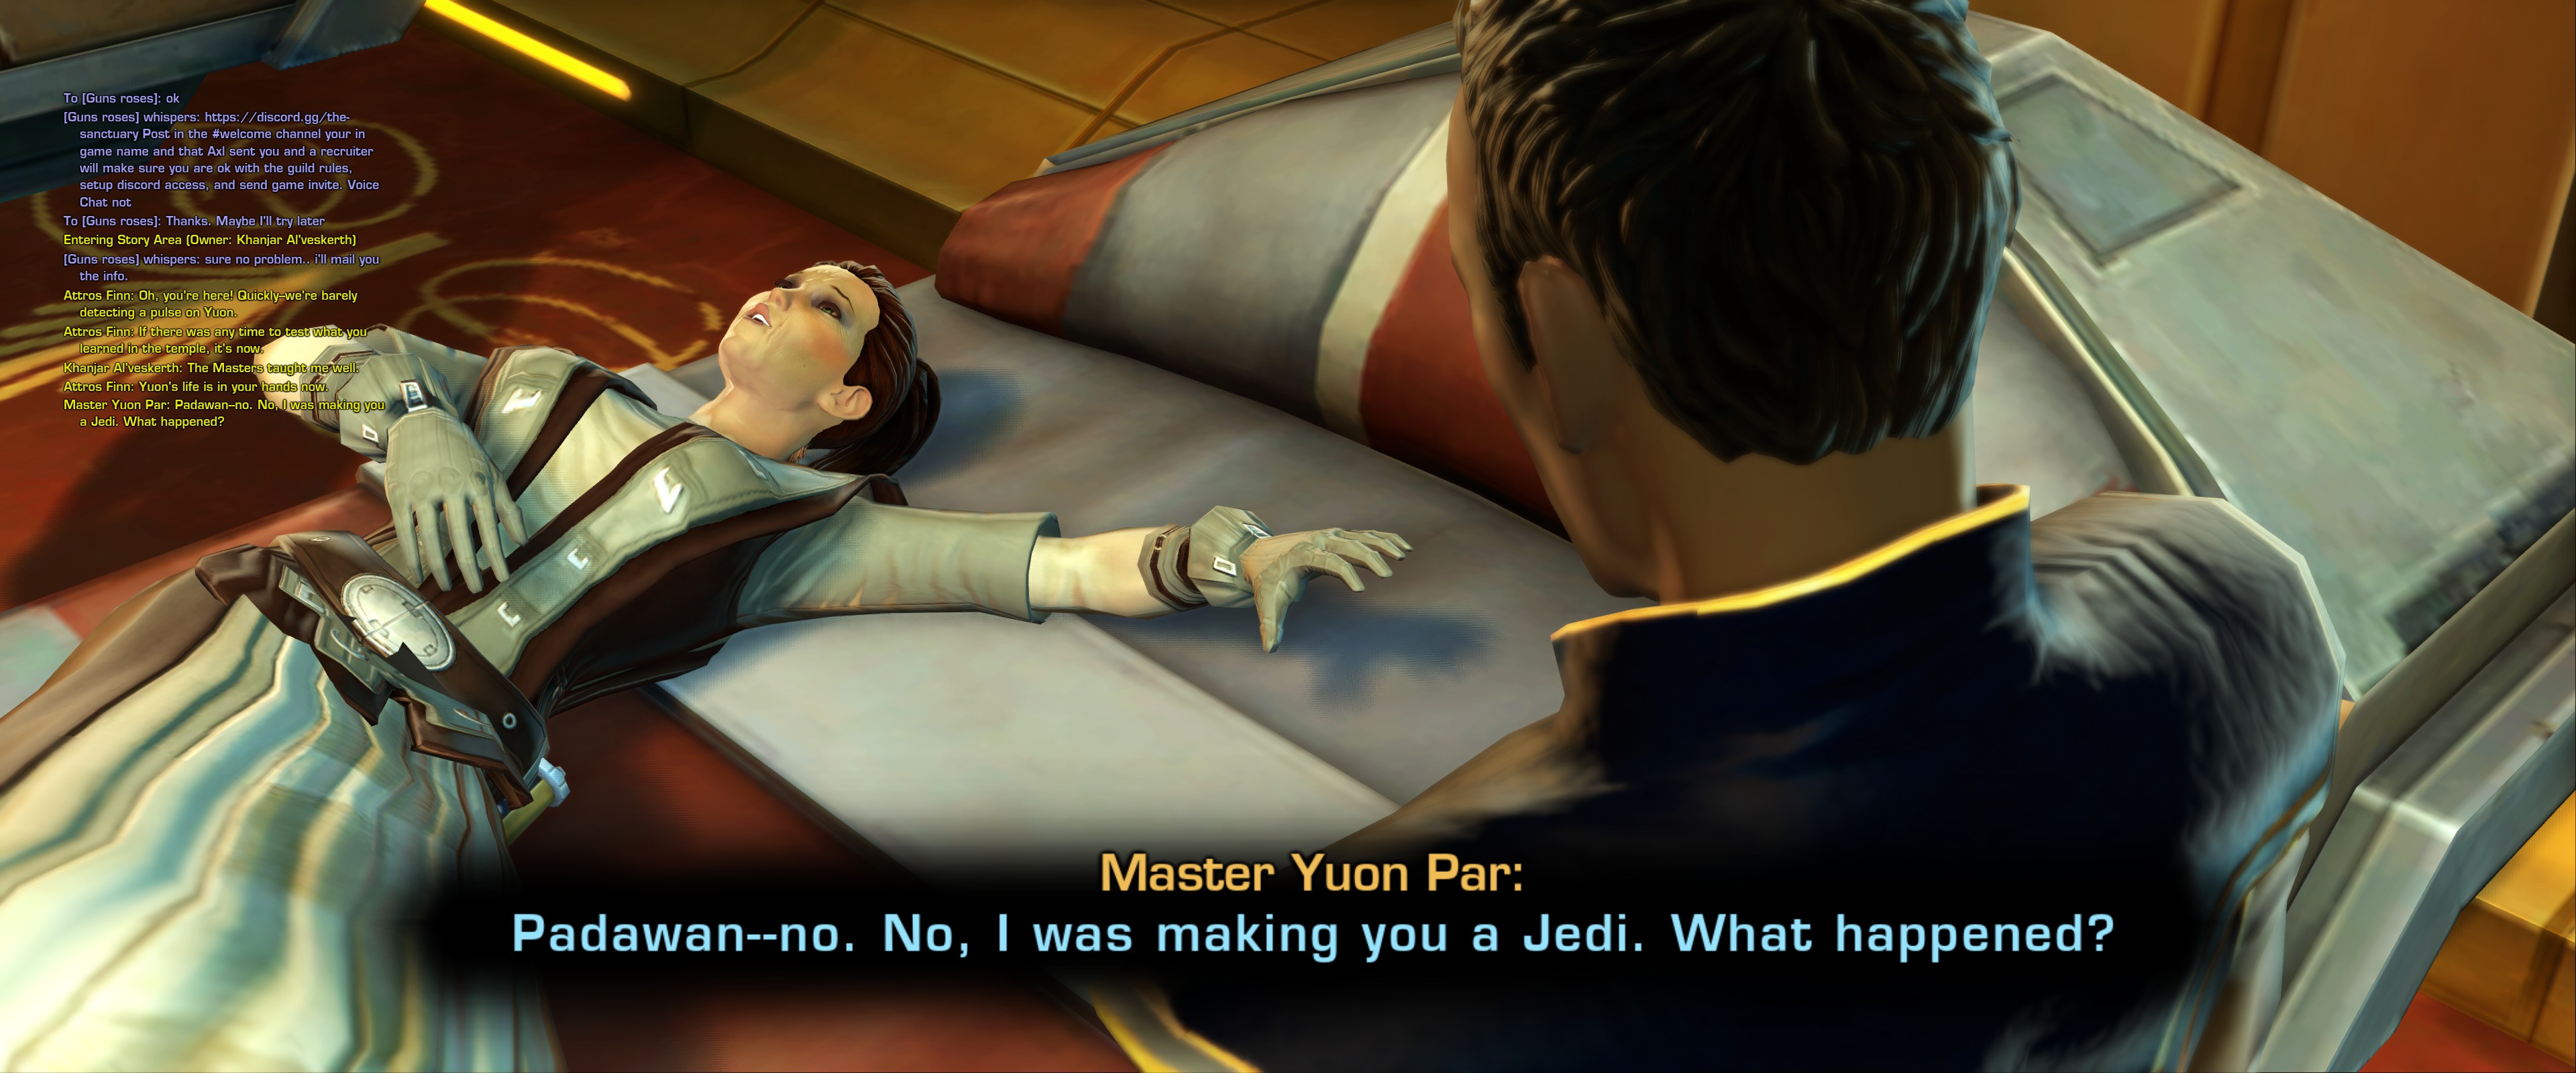 To [Guns roses]: ok
[Guns roses] whispers: https://discord.gg/the-
sanctuary Post in the #welcome channel your in
game name and that Axl sent you and a recruiter
will make sure you are ok with the guild rules,
setup discord access, and send game invite. Voice
Chat not
To [Guns roses]: Thanks. Maybe I'll try later
Entering Story Area (Owner: Khanjar Al'veskerth)
[Guns roses] whispers: sure no problem.. i'll mail you
the info.
Attros Finn: Oh, you're here! Quickly--we're barely
detecting a pulse on Yuon.
Attros Finn: If there was any time to test what you
learned in the temple, it's now.
Khanjar Al'veskerth: The Masters taught me well.
Attros Finn: Yuon's life is in your hands now.
Master Yuon Par: Padawan--no. No, I was making you
a Jedi. What happened?
Master Yuon Par:
Padawan--no. No, I was making you a Jedi. What happened?